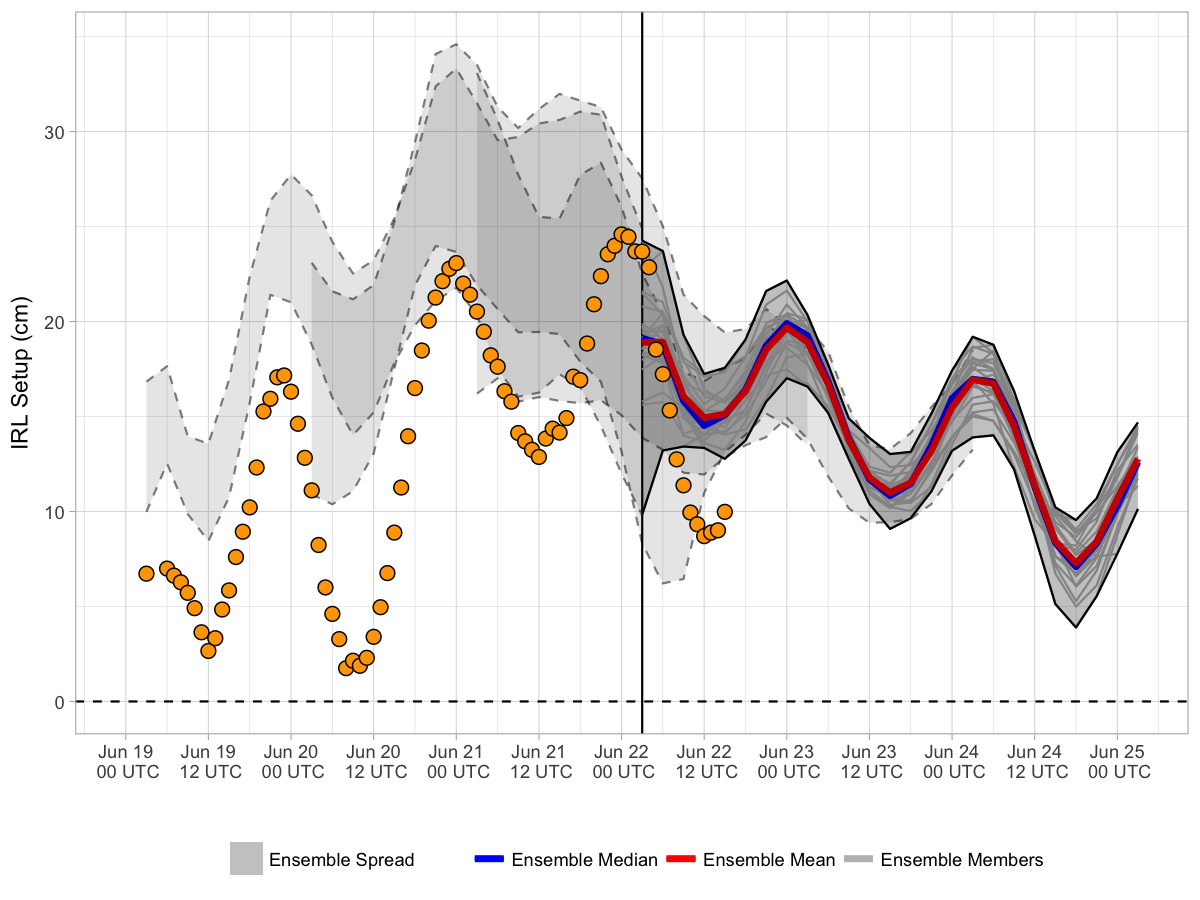 IRL Setup (cm)
30
20
10
0
Jun 19 Jun 19 Jun 20 Jun 20 Jun 21 Jun 21 Jun 22 Jun 22 Jun 23 Jun 23 Jun 24 Jun 24 Jun 25
00 UTC 12 UTC 00 UTC 12 UTC 00 UTC 12 UTC 00 UTC 12 UTC 00 UTC 12 UTC 00 UTC 12 UTC 00 UTC
Ensemble Spread Ensemble Median Ensemble Mean Ensemble Members